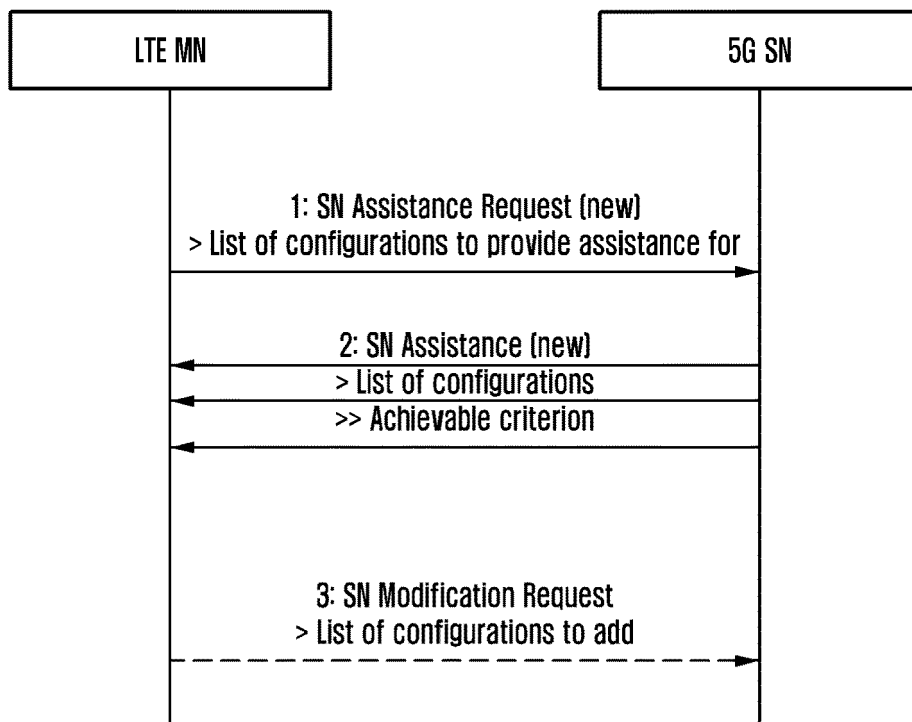 LTE MN
5G SN
1: SN Assistance Request (new)
> List of configurations to provide assistance for
2: SN Assistance (new)
> List of configurations
>> Achievable criterion
3: SN Modification Request
> List of configurations to add